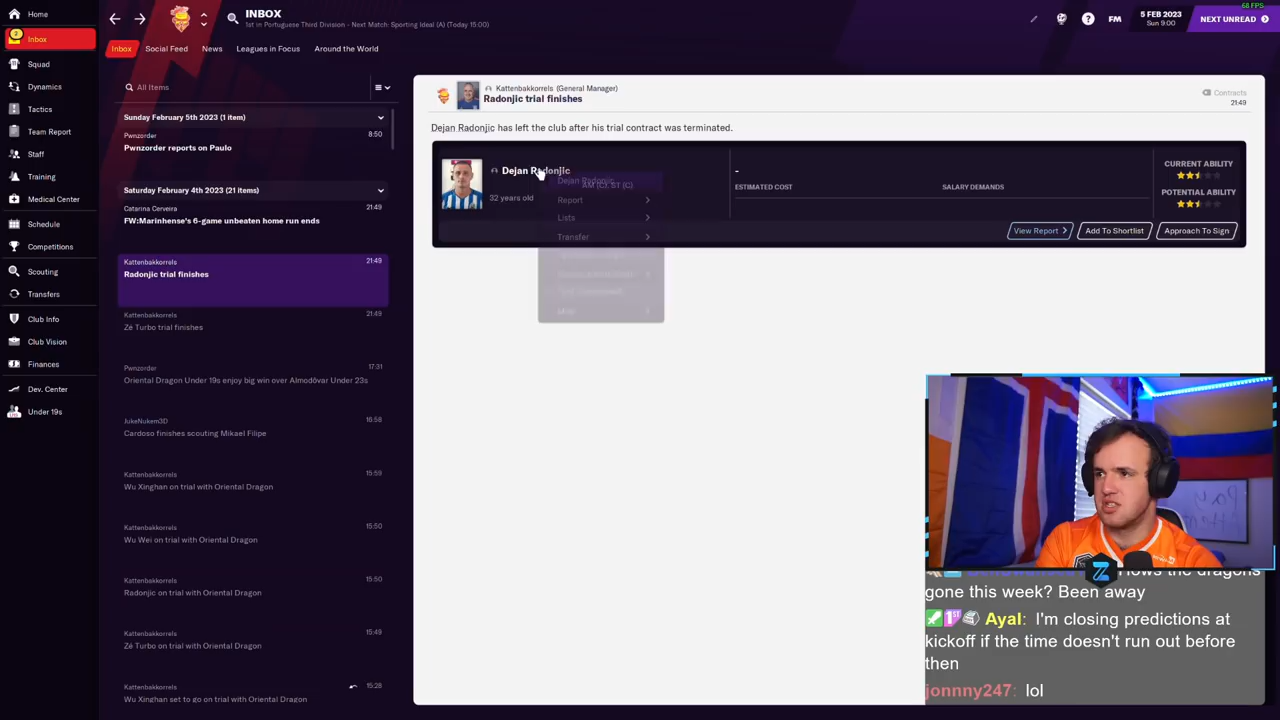 68 FPS
INBOX
1st in Portuguese Third Division - Next Match: Sporting Ideal (A) (Today 15:00)
FM
5 FEB 2023
Sun 9:00
NEXT UNREAD
Home
2
Inbox
Squad
Dynamics
Tactics
Team Report
Staff
Training
Medical Center
Schedule
Competitions
Scouting
Transfers
Club Info
Club Vision
Finances
Dev. Center
Under 19s
Inbox
Social Feed
News
Leagues in Focus
Around the World
All Items
Sunday February 5th 2023 (1 item)
Pwnzorder
8:50
Pwnzorder reports on Paulo
Saturday February 4th 2023 (21 items)
Catarina Cerveira
21:49
FW:Marinhense's 6-game unbeaten home run ends
Kattenbakkorrels
21:49
Radonjic trial finishes
Kattenbakkorrels
21:49
Zé Turbo trial finishes
Pwnzorder
17:31
Oriental Dragon Under 19s enjoy big win over Almodôvar Under 23s
JukeNukem3D
16:58
Cardoso finishes scouting Mikael Filipe
Kattenbakkorrels
15:59
Wu Xinghan on trial with Oriental Dragon
Kattenbakkorrels
15:50
Wu Wei on trial with Oriental Dragon
Kattenbakkorrels
15:50
Radonjic on trial with Oriental Dragon
Kattenbakkorrels
15:49
Zé Turbo on trial with Oriental Dragon
Kattenbakkorrels
15:28
Wu Xinghan set to go on trial with Oriental Dragon
Kattenbakkorrels (General Manager)
Radonjic trial finishes
Contracts
21:49
Dejan Radonjic has left the club after his trial contract was terminated.
Dejan Radonjic
AM (C), ST (C)
32 years old
Dejan Radonjic
Report
Lists
Transfer
-
ESTIMATED COST
SALARY DEMANDS
CURRENT ABILITY
POTENTIAL ABILITY
View Report
Add To Shortlist
Approach To Sign
dragons
gone this week? Been away
1ST Ayal: I'm closing predictions at
kickoff if the time doesn't run out before
then
jonnny247: lol